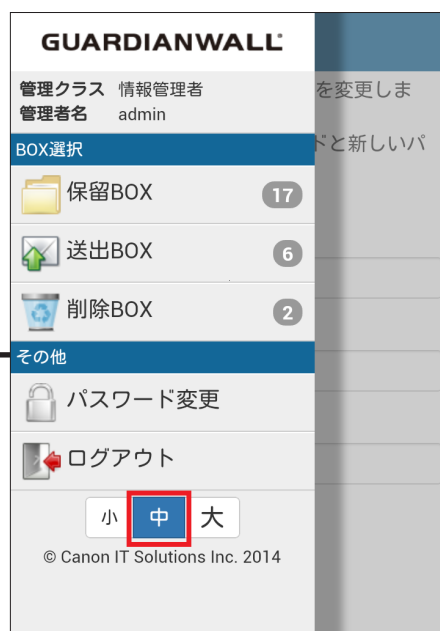 GUARDIANWALL
管理クラス 情報管理者
管理者名 admin
を変更しま
ドと新しいパ
BOX選択
保留BOX 17
送出BOX 6
削除BOX 2
その他
パスワード変更
ログアウト
小 中 大
© Canon IT Solutions Inc. 2014